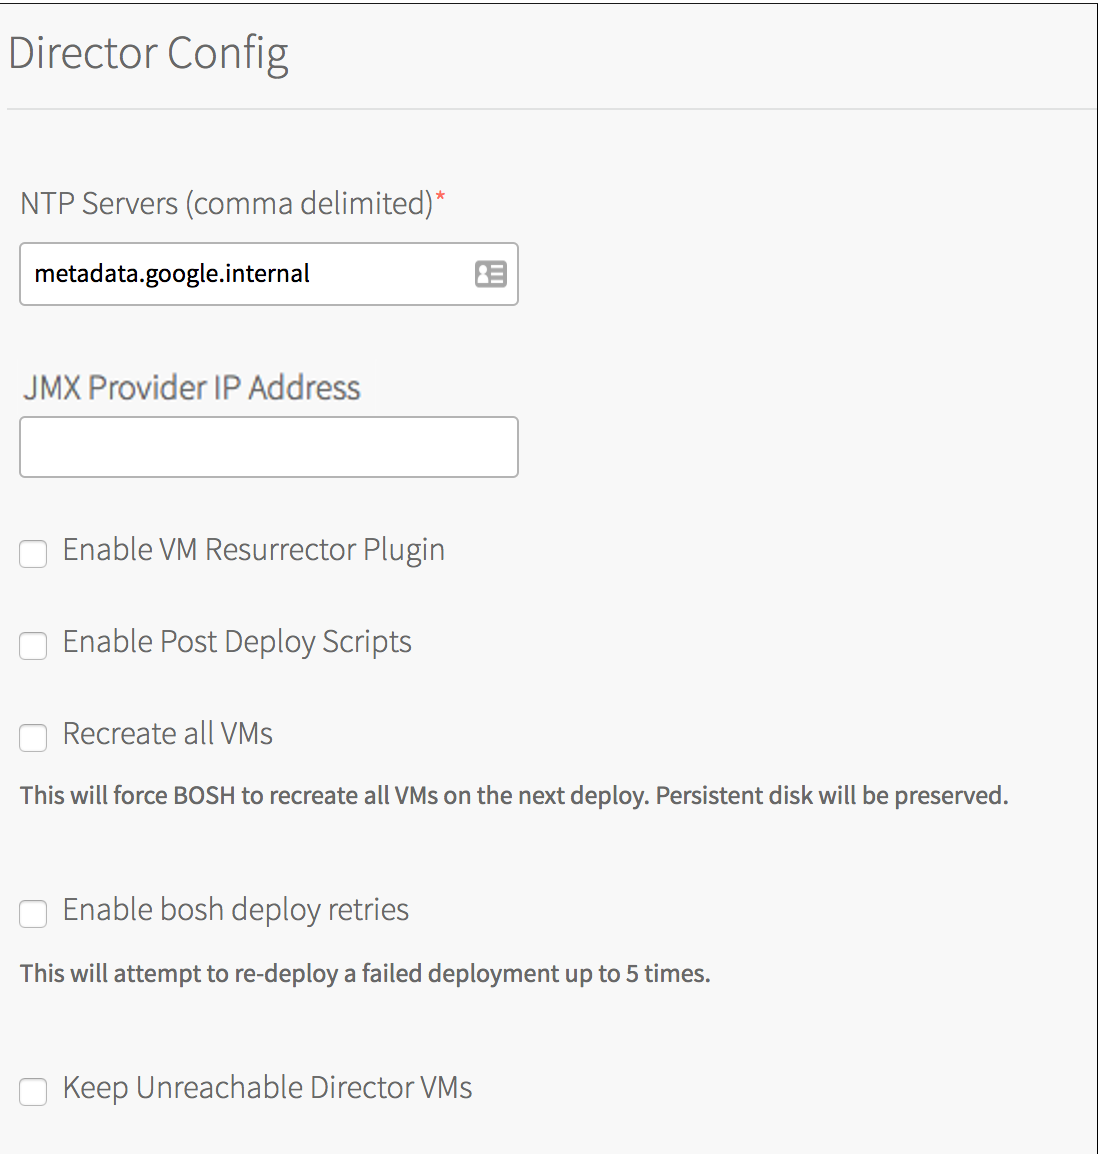 Director Config
NTP Servers (comma delimited)*
metadata.google.internal
JMX Provider IP Address
Enable VM Resurrector Plugin
Enable Post Deploy Scripts
Recreate all VMs
This will force BOSH to recreate all VMs on the next deploy. Persistent disk will be preserved.
Enable bosh deploy retries
This will attempt to re-deploy a failed deployment up to 5 times.
Keep Unreachable Director VMs